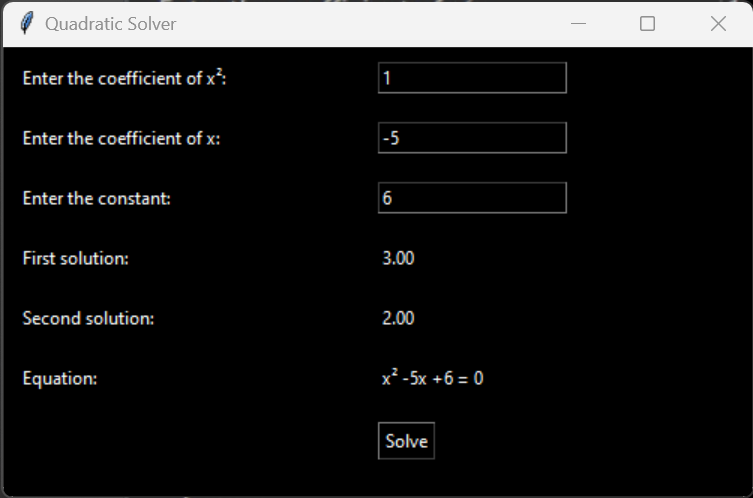 Quadratic Solver
Enter the coefficient of x²: 1
Enter the coefficient of x: -5
Enter the constant: 6
First solution: 3.00
Second solution: 2.00
Equation: x² -5x +6 = 0
Solve